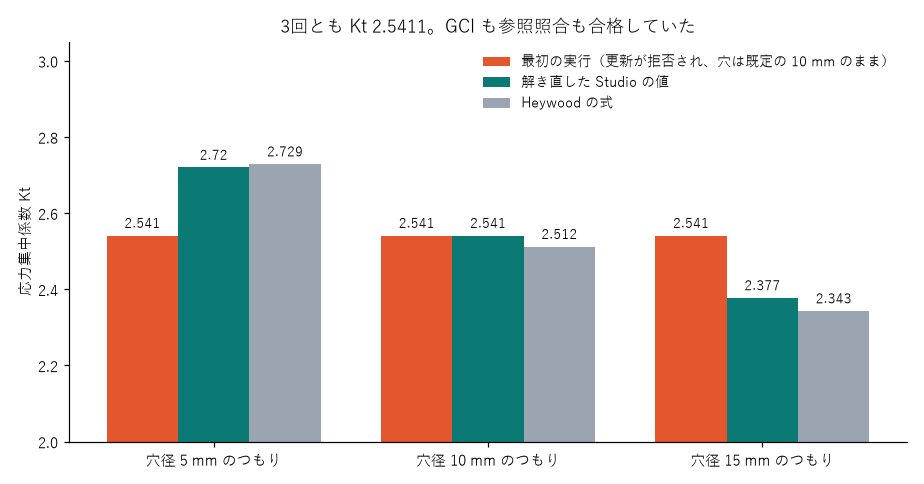 3回とも Kt 2.5411。GCI も参照照合も合格していた
最初の実行（更新が拒否され、穴は既定の 10 mm のまま）
解き直した Studio の値
Heywood の式
応力集中係数 Kt
3.0
2.8
2.6
2.4
2.2
2.0
2.541
2.72
2.729
2.541
2.541
2.512
2.541
2.377
2.343
穴径 5 mm のつもり
穴径 10 mm のつもり
穴径 15 mm のつもり